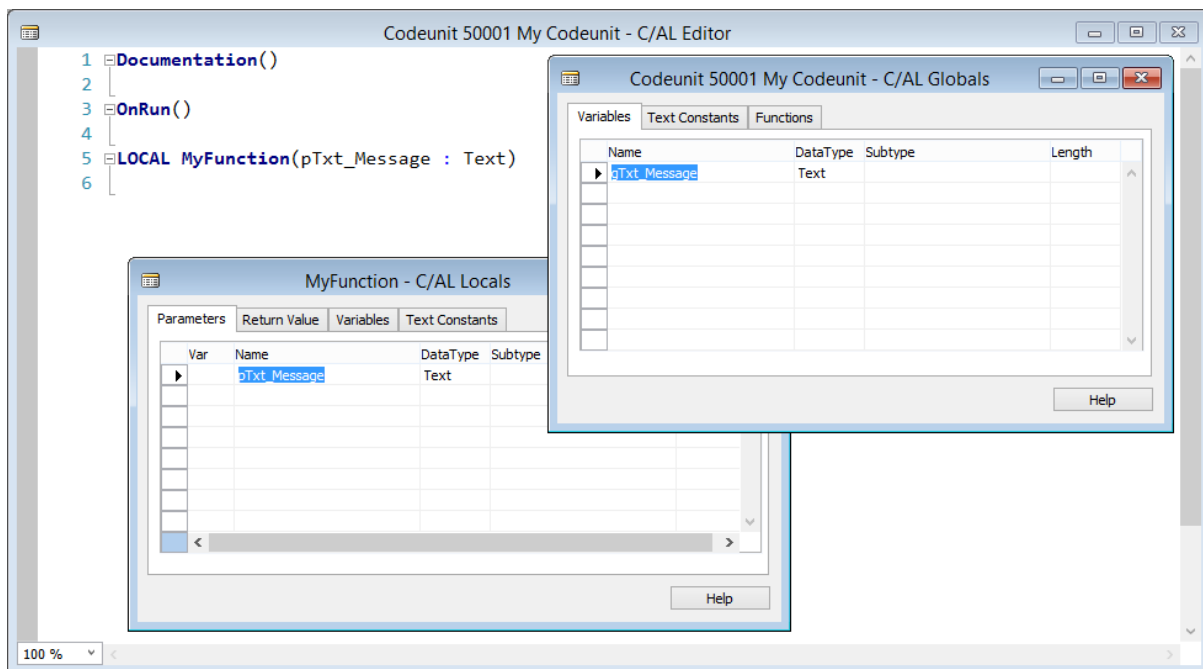 Codeunit 50001 My Codeunit - C/AL Editor
1 Documentation()
2
3 OnRun()
4
5 LOCAL MyFunction(pTxt_Message : Text)
6
Codeunit 50001 My Codeunit - C/AL Globals
Variables Text Constants Functions
Name DataType Subtype Length
gTxt_Message Text
Help
MyFunction - C/AL Locals
Parameters Return Value Variables Text Constants
Var Name DataType Subtype
pTxt_Message Text
Help
100 %